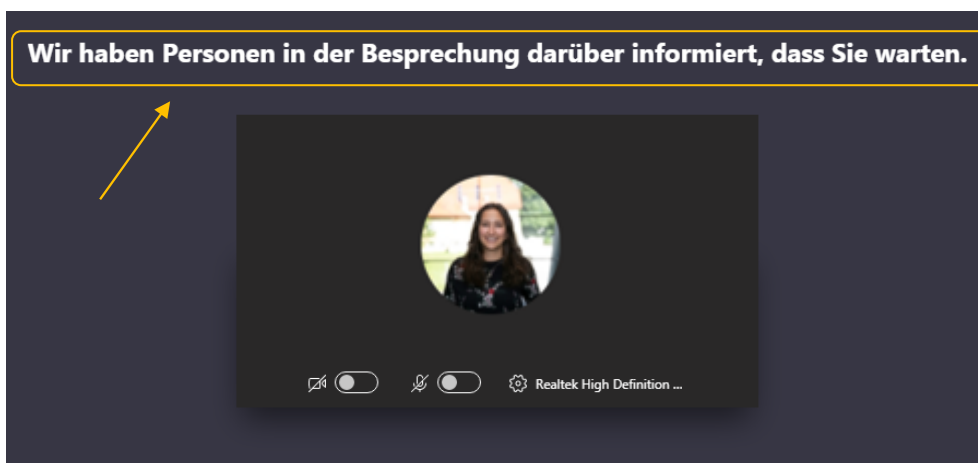 Wir haben Personen in der Besprechung darüber informiert, dass Sie warten.
Realtek High Definition ...